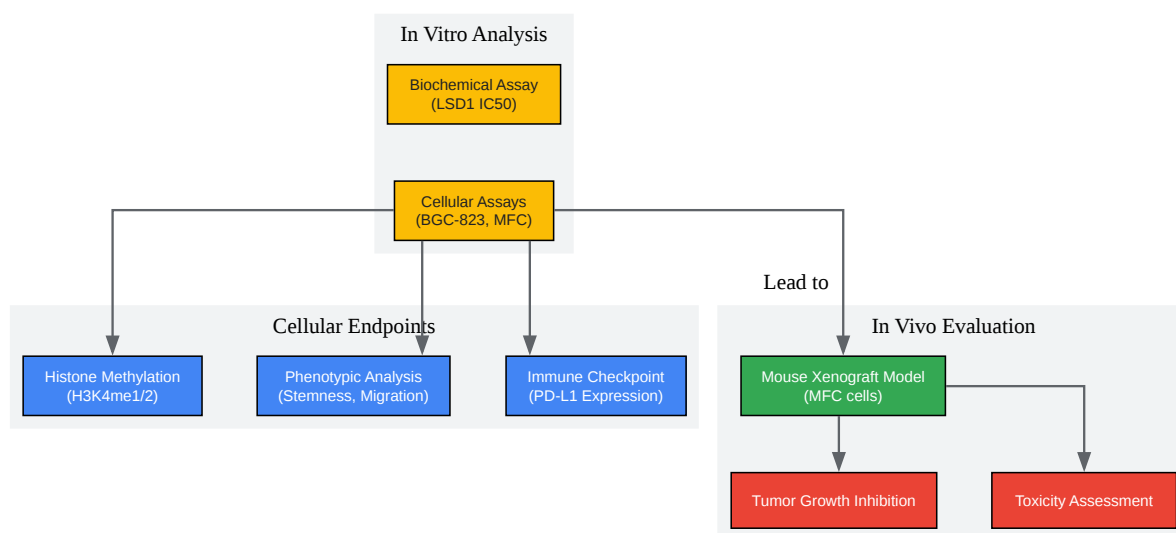 In Vitro Analysis
Biochemical Assay
(LSD1 IC50)
Cellular Assays
(BGC-823, MFC)
Lead to
Cellular Endpoints
In Vivo Evaluation
Histone Methylation
(H3K4me1/2)
Phenotypic Analysis
(Stemness, Migration)
Immune Checkpoint
(PD-L1 Expression)
Mouse Xenograft Model
(MFC cells)
Tumor Growth Inhibition
Toxicity Assessment